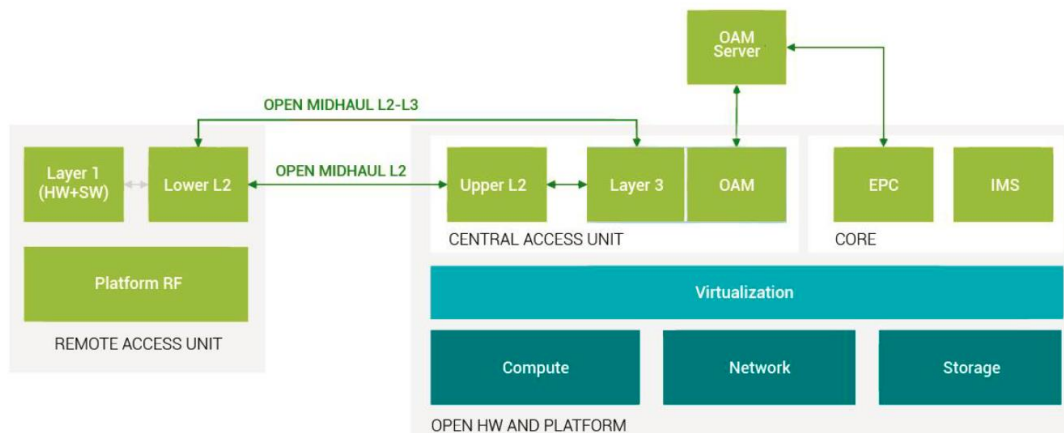 OAM
Server
OPEN MIDHAUL L2-L3
Layer 1
(HW+SW)
Lower L2
OPEN MIDHAUL L2
Upper L2
Layer 3
OAM
EPC
IMS
CENTRAL ACCESS UNIT
CORE
Platform RF
Virtualization
REMOTE ACCESS UNIT
Compute
Network
Storage
OPEN HW AND PLATFORM